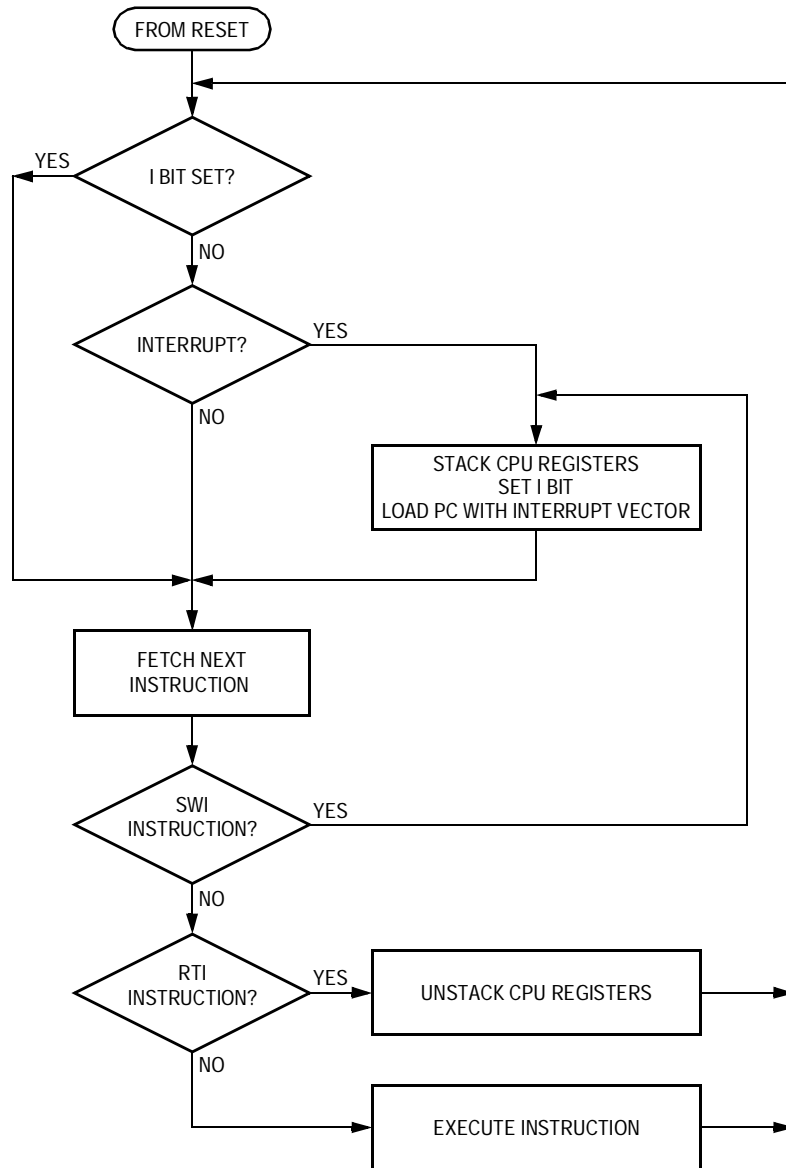 FROM RESET
YES
I BIT SET?
NO
INTERRUPT?
YES
NO
STACK CPU REGISTERS
SET I BIT
LOAD PC WITH INTERRUPT VECTOR
FETCH NEXT
INSTRUCTION
SWI
INSTRUCTION?
YES
NO
RTI
INSTRUCTION?
YES
UNSTACK CPU REGISTERS
NO
EXECUTE INSTRUCTION